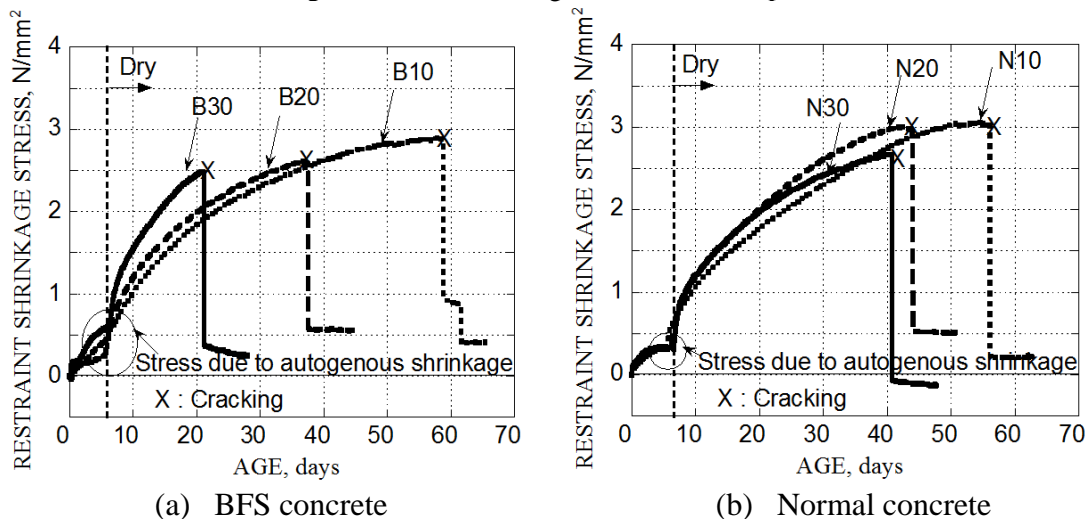 RESTRAINT SHRINKAGE STRESS, N/mm²
4
3
2
1
0
Dry
B30
B20
B10
Stress due to autogenous shrinkage
X : Cracking
0 10 20 30 40 50 60 70
AGE, days
(a) BFS concrete
RESTRAINT SHRINKAGE STRESS, N/mm²
4
3
2
1
0
Dry
N30
N20
N10
Stress due to autogenous shrinkage
X : Cracking
0 10 20 30 40 50 60 70
AGE, days
(b) Normal concrete